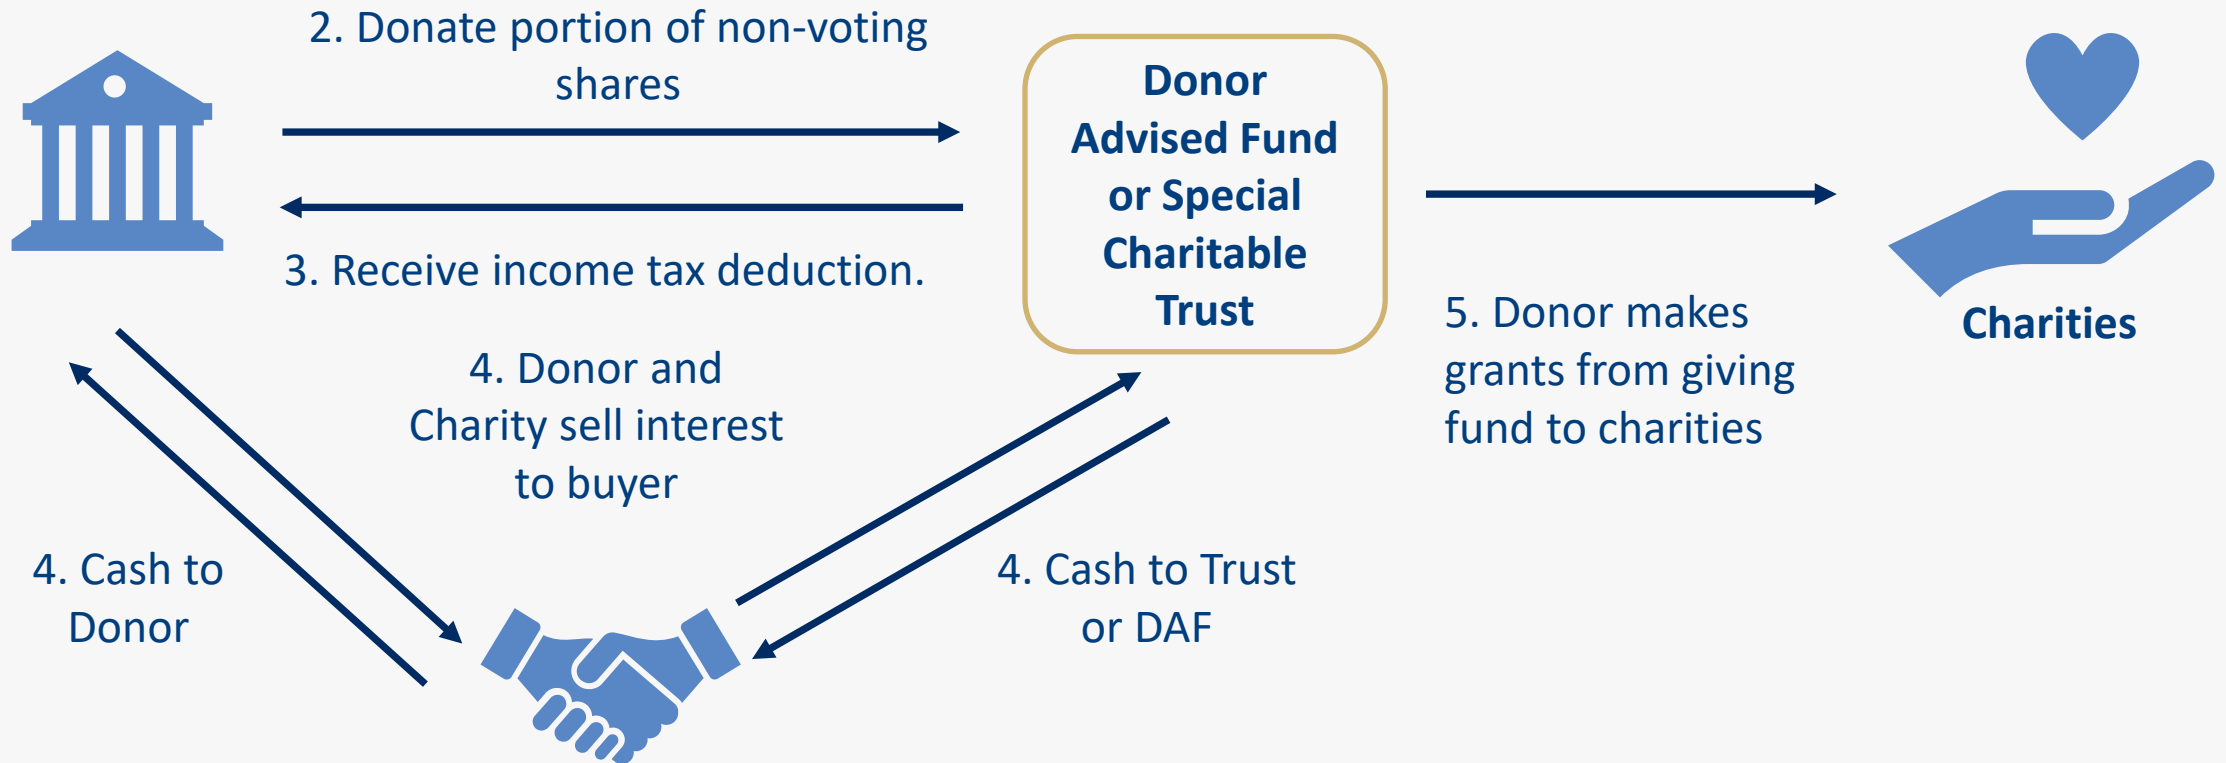 2. Donate portion of non-voting
shares
3. Receive income tax deduction.
Donor
Advised Fund
or Special
Charitable
Trust
4. Donor and
Charity sell interest
to buyer
4. Cash to
Donor
4. Cash to Trust
or DAF
5. Donor makes
grants from giving
fund to charities
Charities